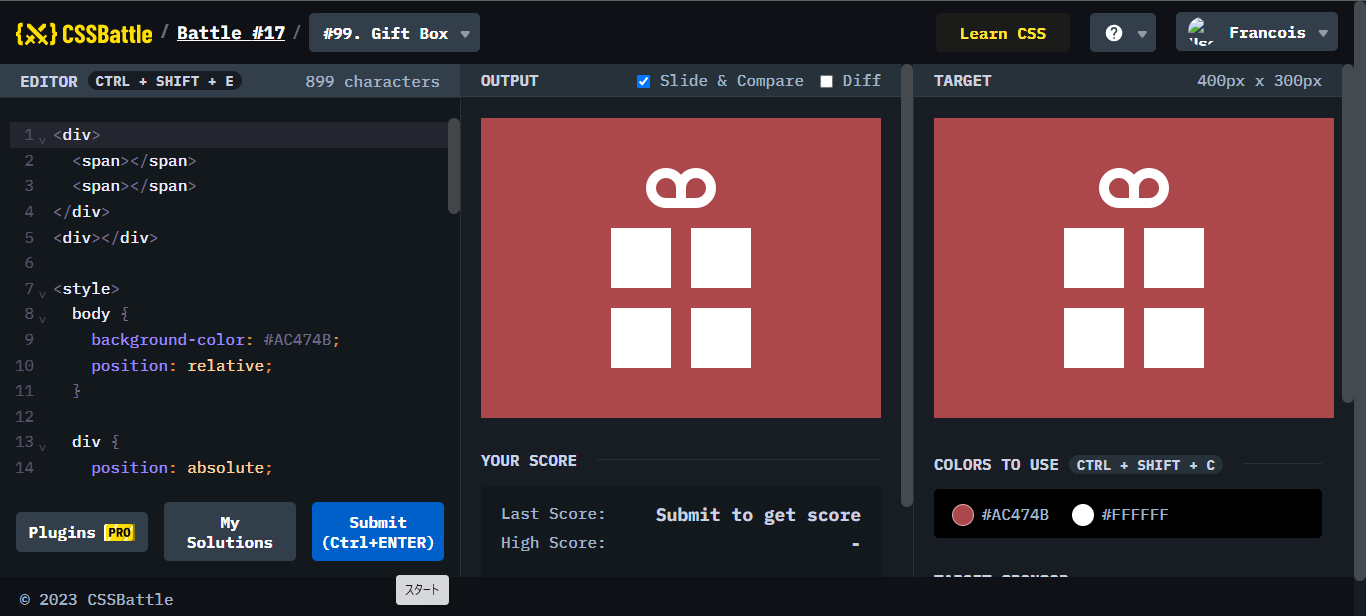 {X} CSSBattle / Battle #17 / #99. Gift Box ▼
Learn CSS
? ▼
Francois ▼
EDITOR CTRL + SHIFT + E 899 characters
1 <div>
2 <span></span>
3 <span></span>
4 </div>
5 <div></div>
6
7 <style>
8 body {
9 background-color: #AC474B;
10 position: relative;
11 }
12
13 div {
14 position: absolute;
Plugins PRO
My Solutions
Submit
(Ctrl+ENTER)
OUTPUT Slide & Compare Diff
YOUR SCORE
Last Score: Submit to get score
High Score: -
TARGET 400px x 300px
COLORS TO USE CTRL + SHIFT + C
#AC474B #FFFFFF
TARGET SPONSOR
スタート
© 2023 CSSBattle